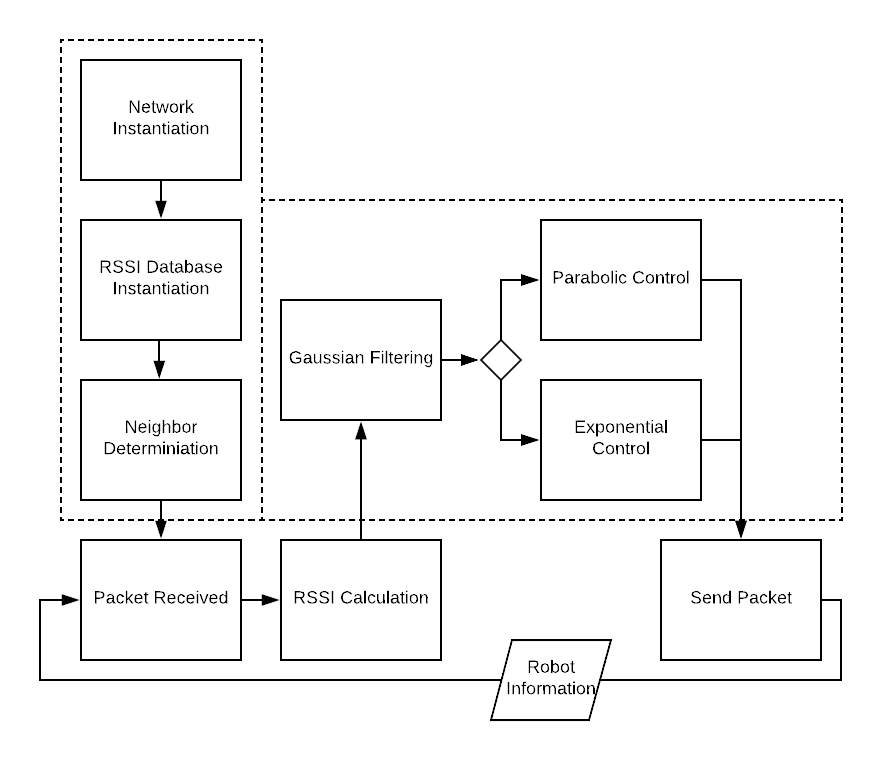 Network
Instantiation
RSSI Database
Instantiation
Neighbor
Determiniation
Packet Received
RSSI Calculation
Gaussian Filtering
Parabolic Control
Exponential
Control
Send Packet
Robot
Information